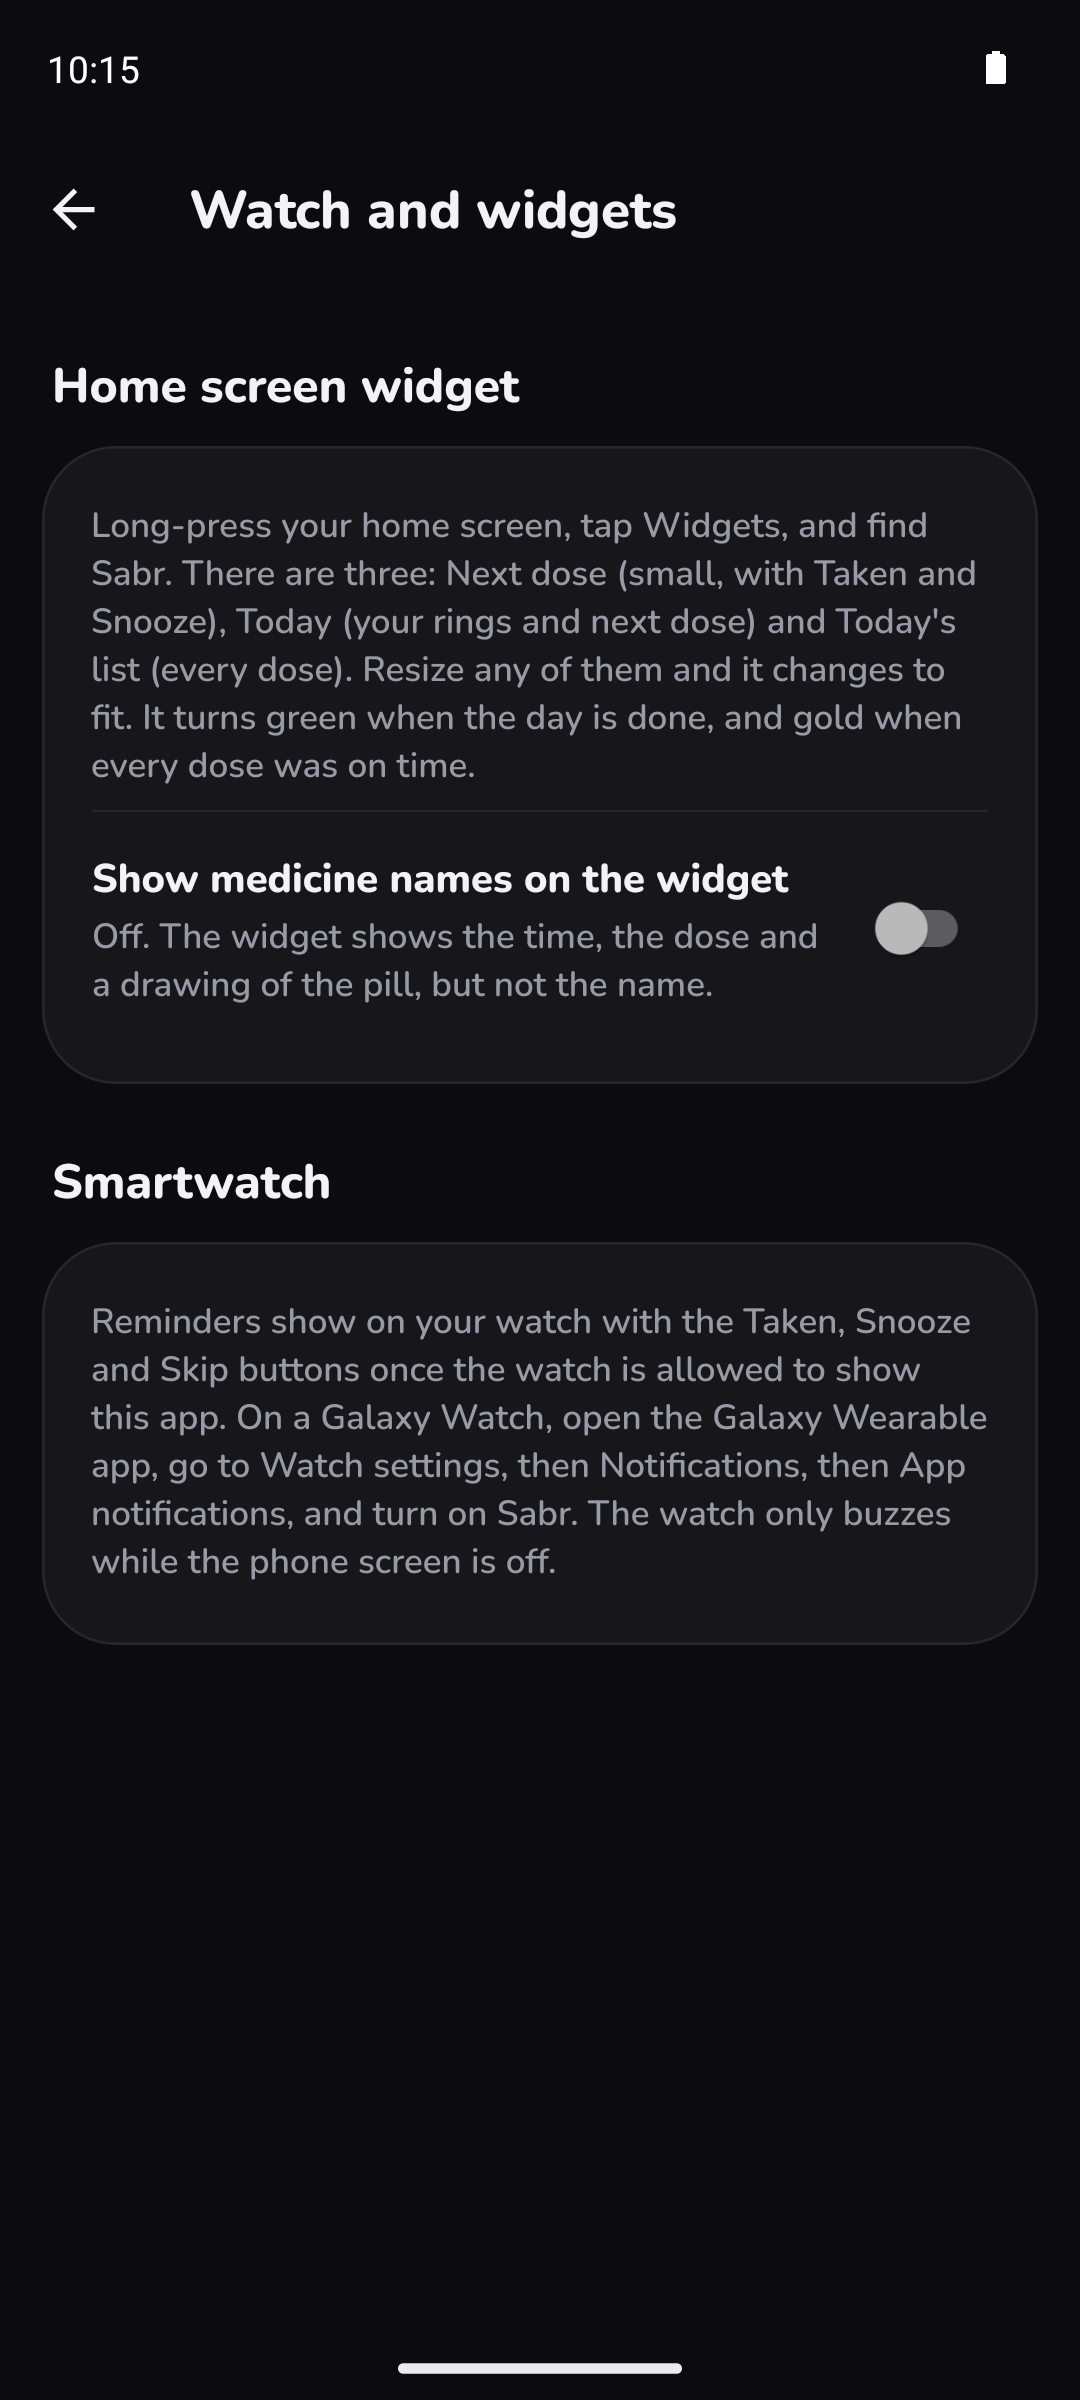 10:15
Watch and widgets
Home screen widget
Long-press your home screen, tap Widgets, and find
Sabr. There are three: Next dose (small, with Taken and
Snooze), Today (your rings and next dose) and Today's
list (every dose). Resize any of them and it changes to
fit. It turns green when the day is done, and gold when
every dose was on time.
Show medicine names on the widget
Off. The widget shows the time, the dose and
a drawing of the pill, but not the name.
Smartwatch
Reminders show on your watch with the Taken, Snooze
and Skip buttons once the watch is allowed to show
this app. On a Galaxy Watch, open the Galaxy Wearable
app, go to Watch settings, then Notifications, then App
notifications, and turn on Sabr. The watch only buzzes
while the phone screen is off.